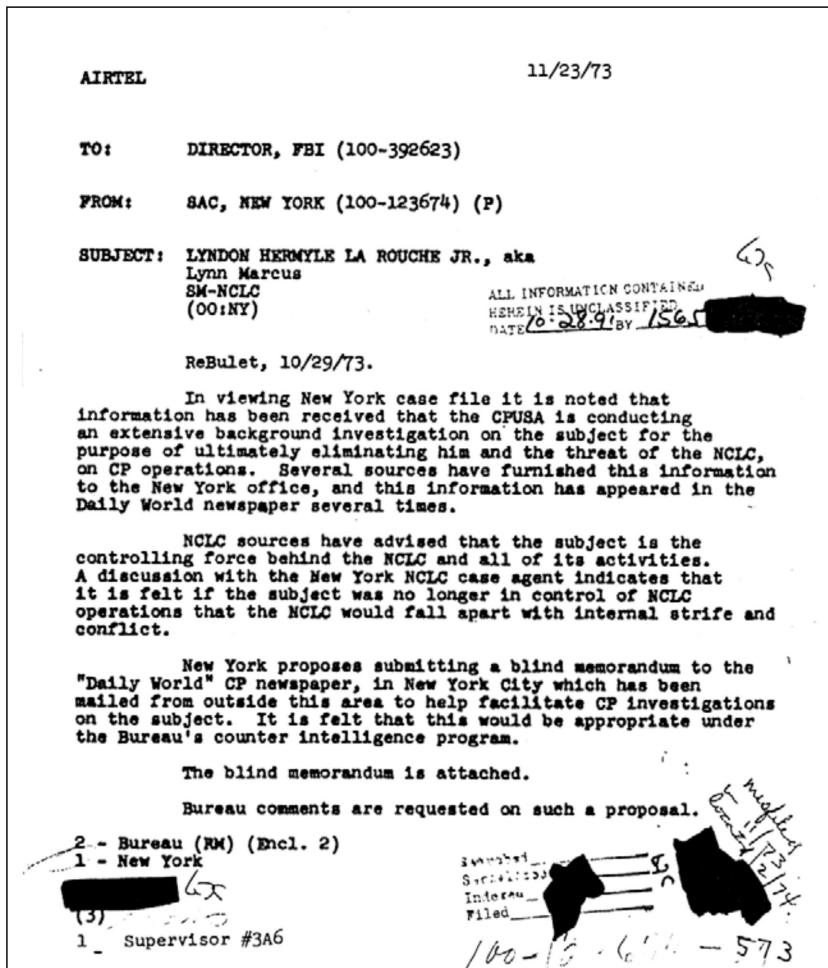 AIRTEL
11/23/73
TO: DIRECTOR, FBI (100-392623)
FROM: SAC, NEW YORK (100-123674) (P)
SUBJECT: LYNDON HERMYLE LA ROUCHE JR., aka
Lynn Marcus
SM-NCLC
(OO:NY)
ALL INFORMATION CONTAINED
HEREIN IS UNCLASSIFIED
DATE 10-28-91 BY 1565
ReBulet, 10/29/73.
In viewing New York case file it is noted that
information has been received that the CPUSA is conducting
an extensive background investigation on the subject for the
purpose of ultimately eliminating him and the threat of the NCLC,
on CP operations. Several sources have furnished this information
to the New York office, and this information has appeared in the
Daily World newspaper several times.
NCLC sources have advised that the subject is the
controlling force behind the NCLC and all of its activities.
A discussion with the New York NCLC case agent indicates that
it is felt if the subject was no longer in control of NCLC
operations that the NCLC would fall apart with internal strife and
conflict.
New York proposes submitting a blind memorandum to the
"Daily World" CP newspaper, in New York City which has been
mailed from outside this area to help facilitate CP investigations
on the subject. It is felt that this would be appropriate under
the Bureau's counter intelligence program.
The blind memorandum is attached.
Bureau comments are requested on such a proposal.
2 - Bureau (RM) (Encl. 2)
1 - New York
(3)
1 - Supervisor #3A6
Searched
Serialized
Indexed
Filed
misfiled
11/73
2/74
- 573